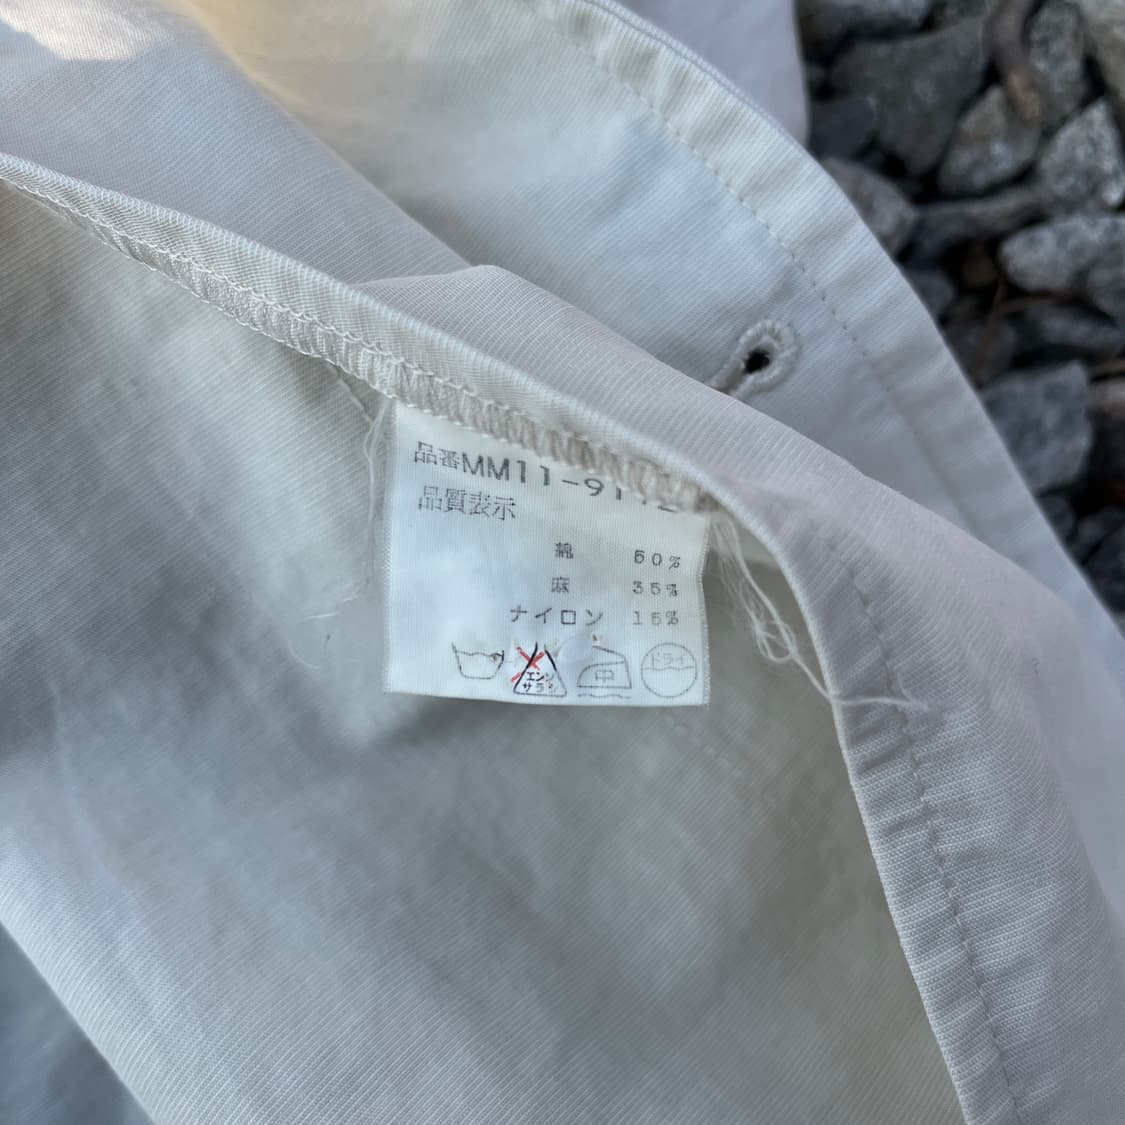 品番MM11-9112
品質表示
綿 50%
麻 35%
ナイロン 15%
エンソ
サラシ
中
ドライ